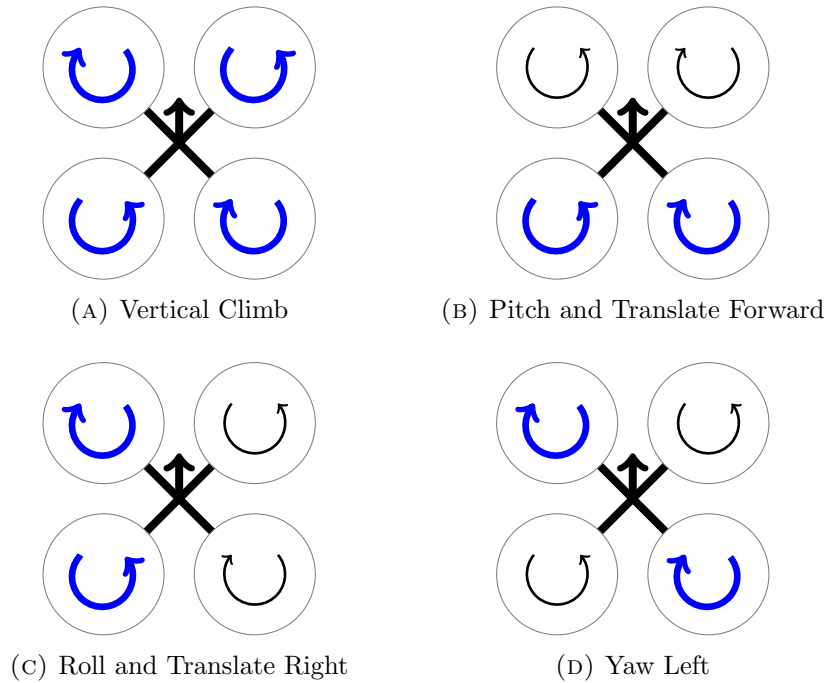 (A) Vertical Climb
(B) Pitch and Translate Forward
(C) Roll and Translate Right
(D) Yaw Left